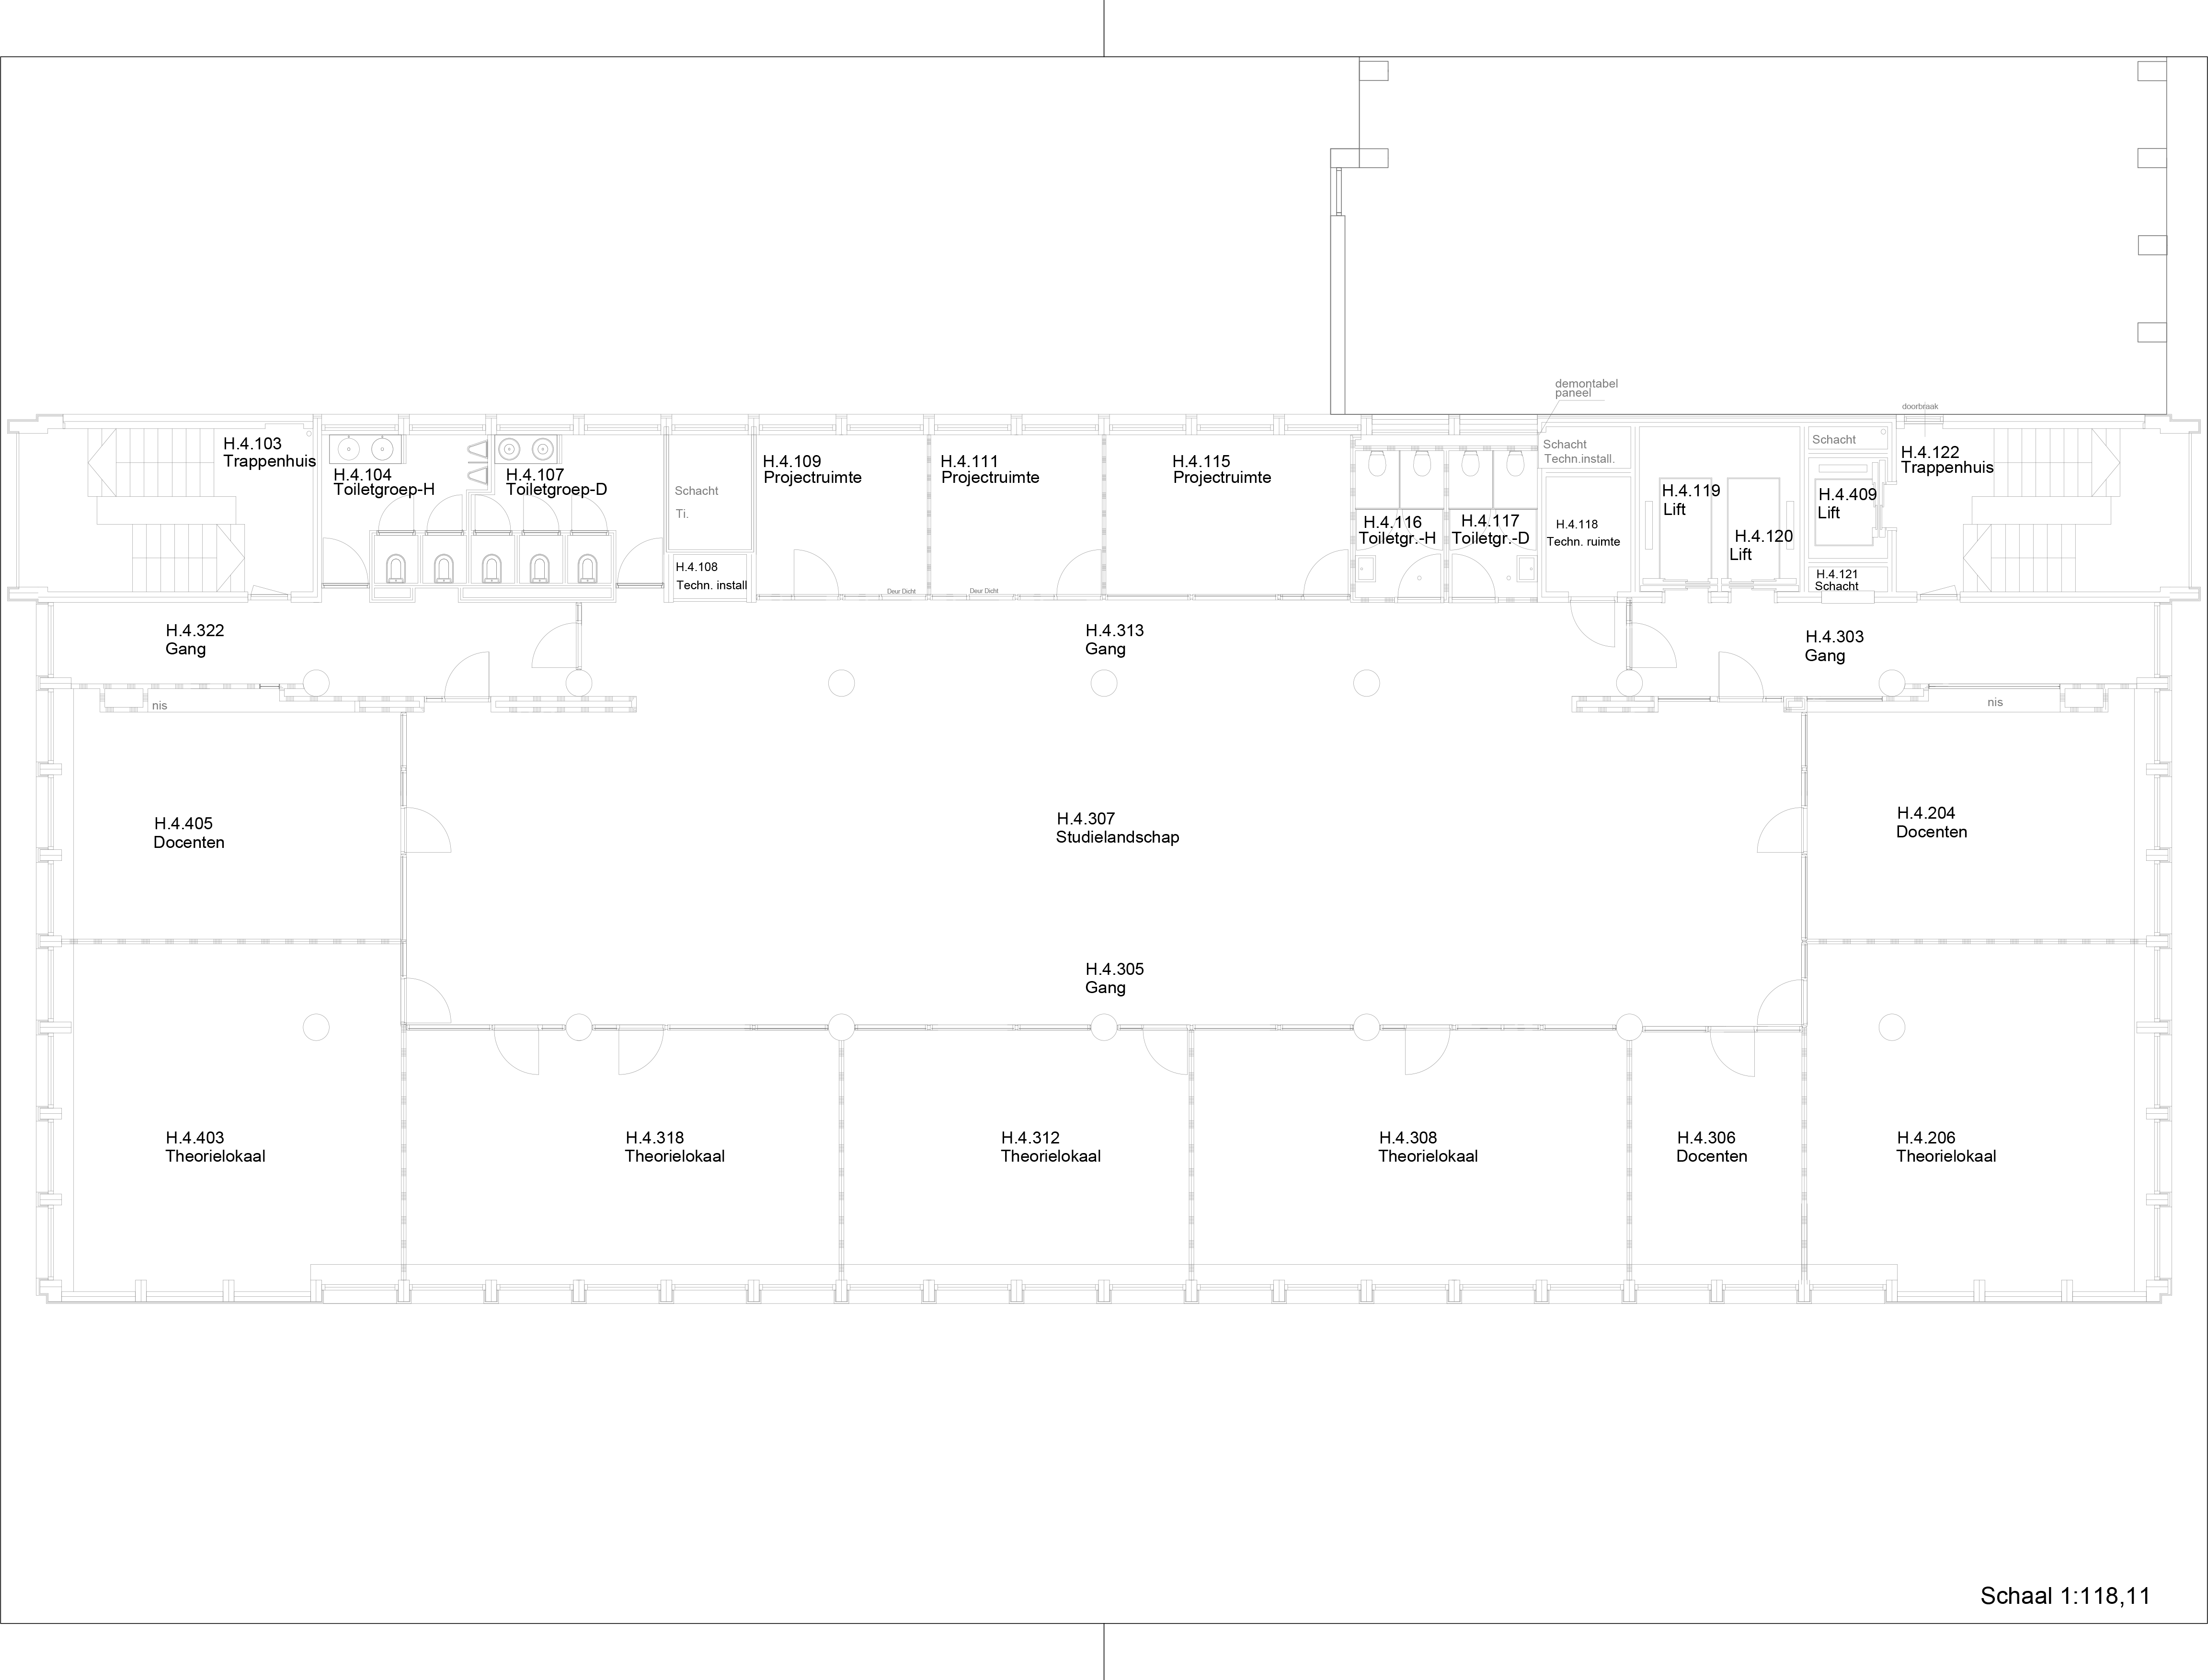 demontabel
paneel
doorbraak
H.4.103
Trappenhuis
H.4.104
Toiletgroep-H
H.4.107
Toiletgroep-D
Schacht
Ti.
H.4.108
Techn. install
H.4.109
Projectruimte
Deur Dicht
H.4.111
Projectruimte
Deur Dicht
H.4.115
Projectruimte
H.4.116
Toiletgr.-H
H.4.117
Toiletgr.-D
Schacht
Techn.install.
H.4.118
Techn. ruimte
H.4.119
Lift
H.4.120
Lift
Schacht
H.4.409
Lift
H.4.121
Schacht
H.4.122
Trappenhuis
H.4.322
Gang
H.4.313
Gang
H.4.303
Gang
nis
nis
H.4.405
Docenten
H.4.307
Studielandschap
H.4.204
Docenten
H.4.305
Gang
H.4.403
Theorielokaal
H.4.318
Theorielokaal
H.4.312
Theorielokaal
H.4.308
Theorielokaal
H.4.306
Docenten
H.4.206
Theorielokaal
Schaal 1:118,11